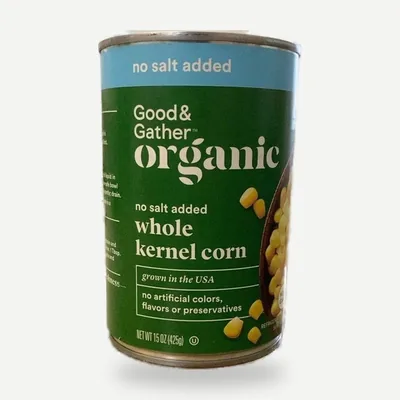 no salt added
Good&
Gather™
organic
no salt added
whole
kernel corn
grown in the USA
no artificial colors,
flavors or preservatives
NET WT 15 OZ (425g) U